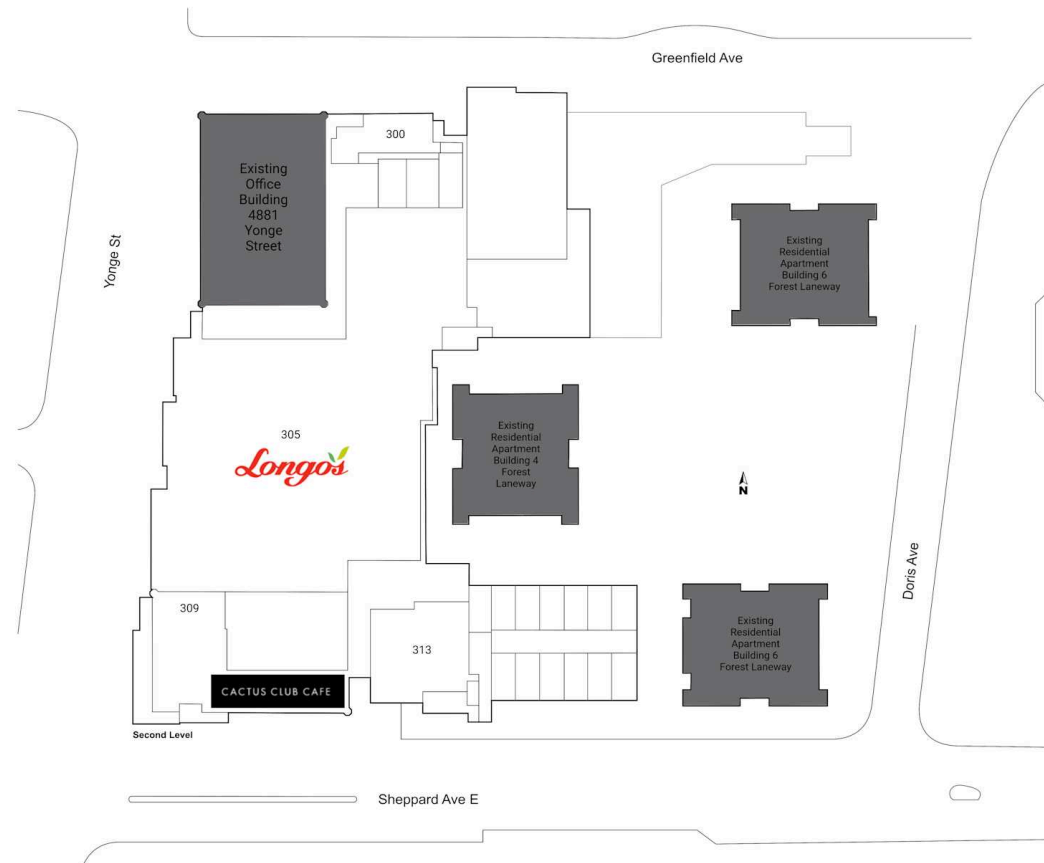 Greenfield Ave
300
Existing
Office
Building
4881
Yonge
Street
Yonge St
Existing
Residential
Apartment
Building 6
Forest Laneway
305
Longo's
Existing
Residential
Apartment
Building 4
Forest
Laneway
N
Doris Ave
309
313
Existing
Residential
Apartment
Building 6
Forest Laneway
CACTUS CLUB CAFE
Second Level
Sheppard Ave E